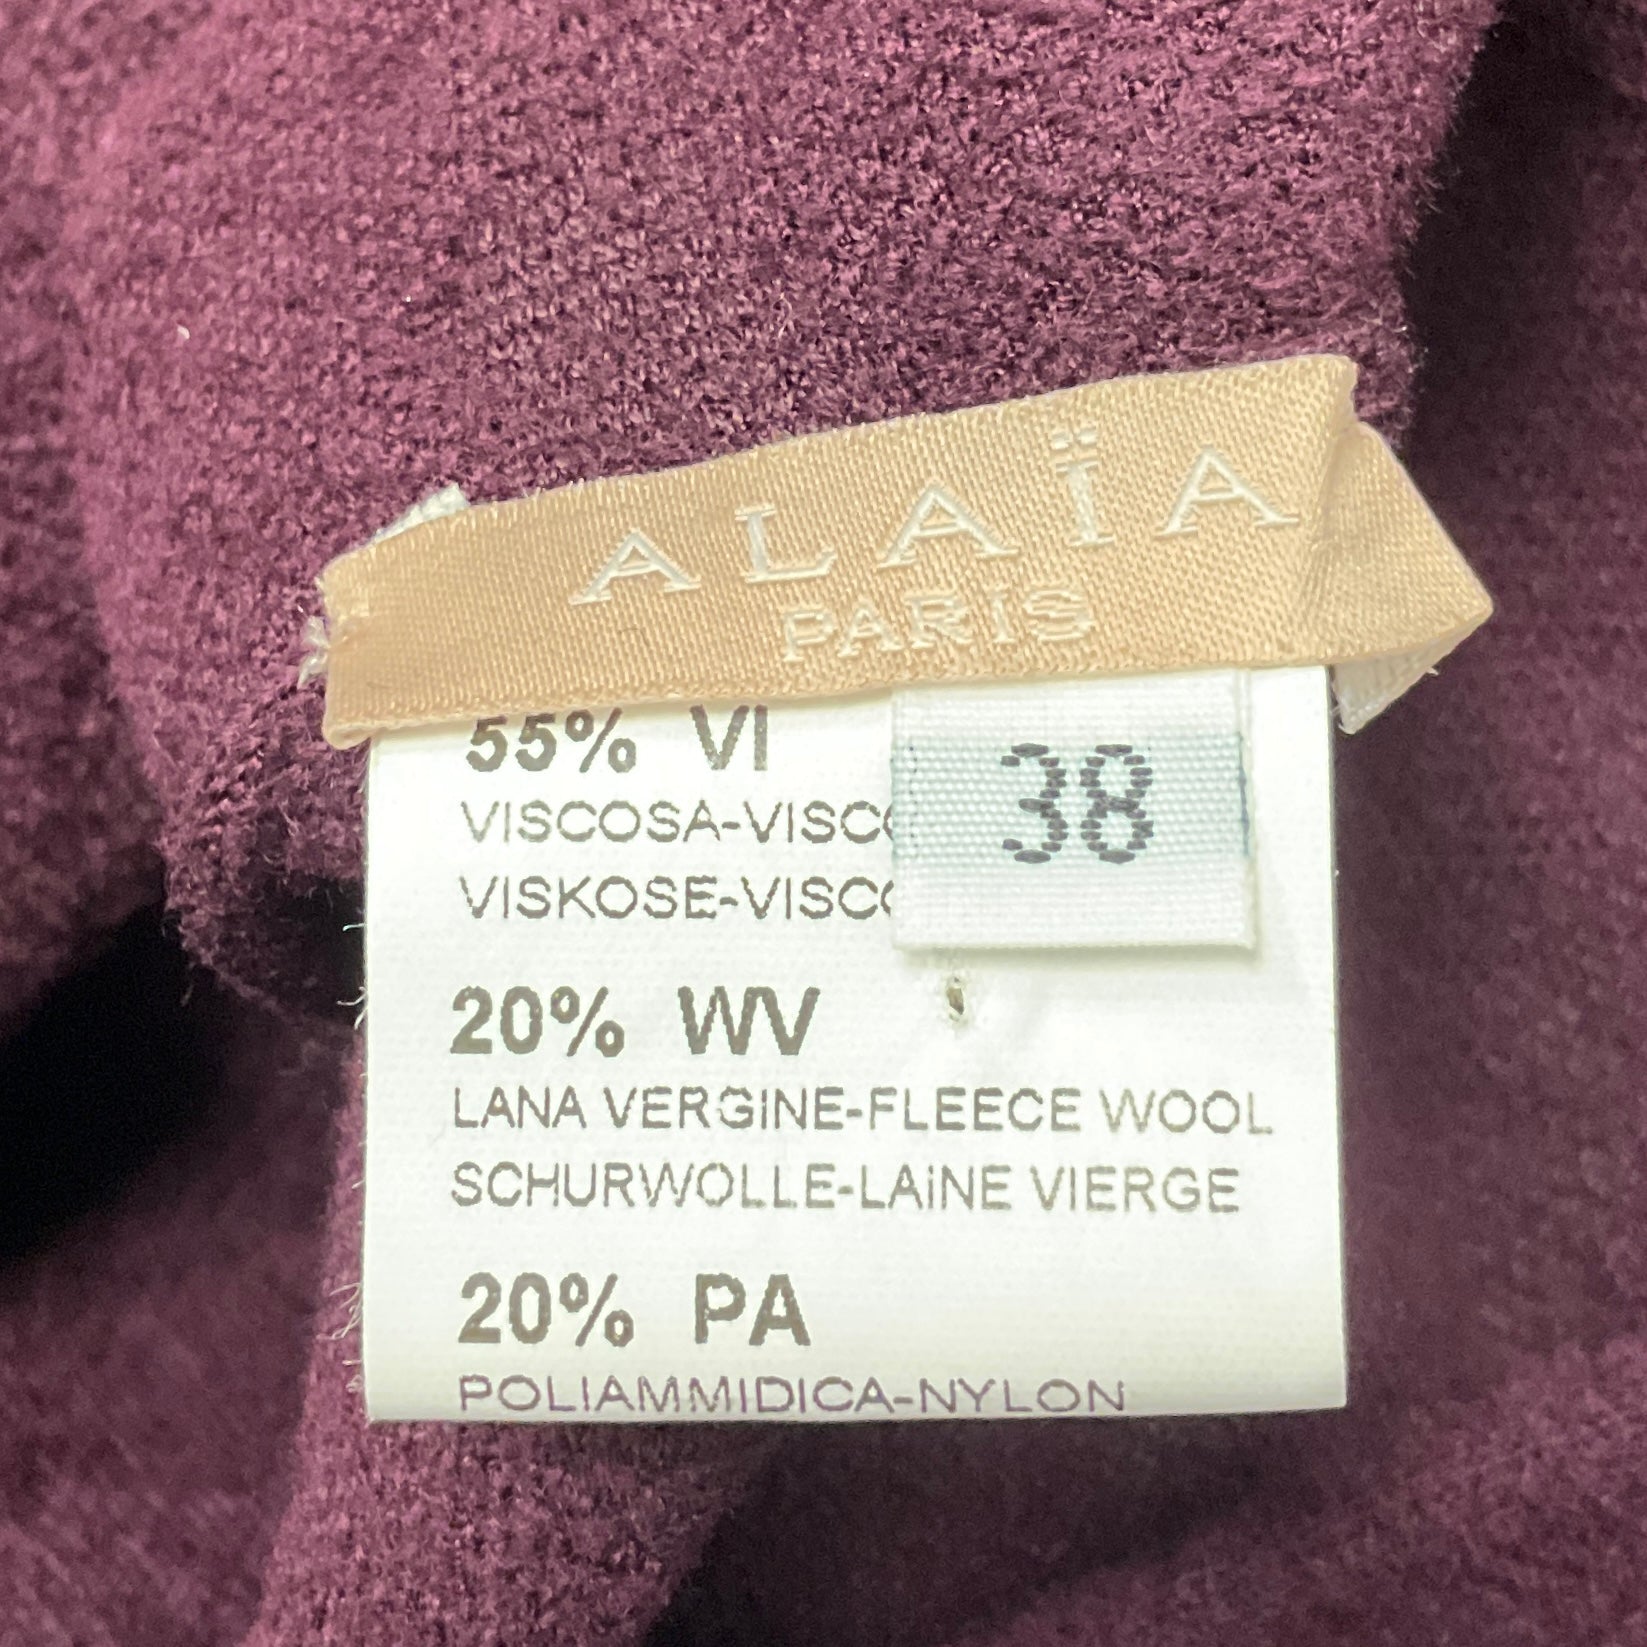 ALAÏA
PARIS
55% VI
38
VISCOSA-VISCO
VISKOSE-VISCO
20% WV
LANA VERGINE-FLEECE WOOL
SCHURWOLLE-LAINE VIERGE
20% PA
POLIAMMIDICA-NYLON